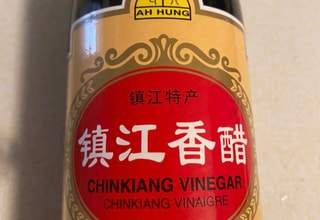 AH HUNG
镇江特产
镇江香醋
CHINKIANG VINEGAR
CHINKIANG VINAIGRE